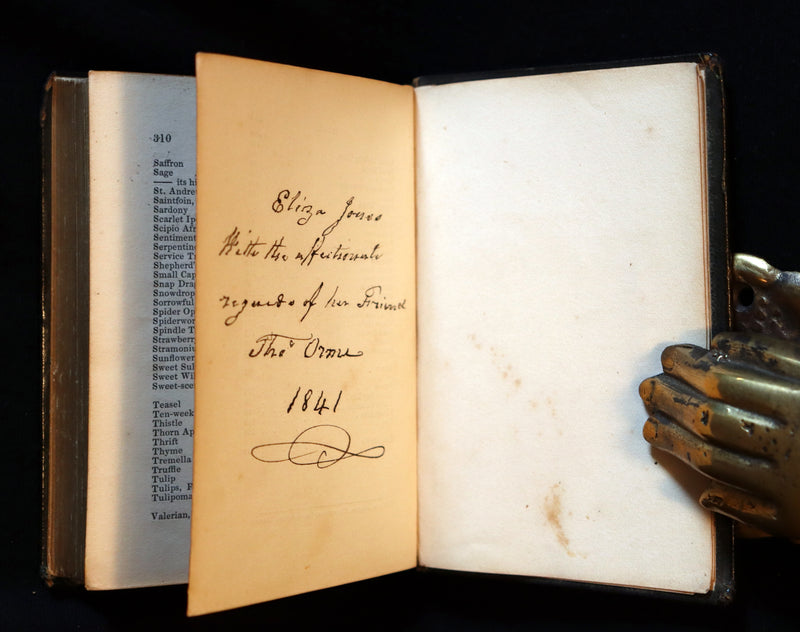 310
Saffron
Sage
—— its hi
St. Andre
Saintfoin,
Sardony
Scarlet Ip
Scipio Afr
Sentiment
Serpentine
Service T
Shepherd'
Small Cap
Snap Drag
Snowdrop
Sorrowful
Spider Op
Spiderwor
Spindle T
Strawberr
Stramoniu
Sunflower
Sweet Sul
Sweet Wil
Sweet-sce
Teasel
Ten-week
Thistle
Thorn Ap
Thrift
Thyme
Tremella
Truffle
Tulip
Tulips, F
Tulipoma
Valerian,
Eliza Jones
With the affectionate
regards of her Friend
Thos Orme
1841